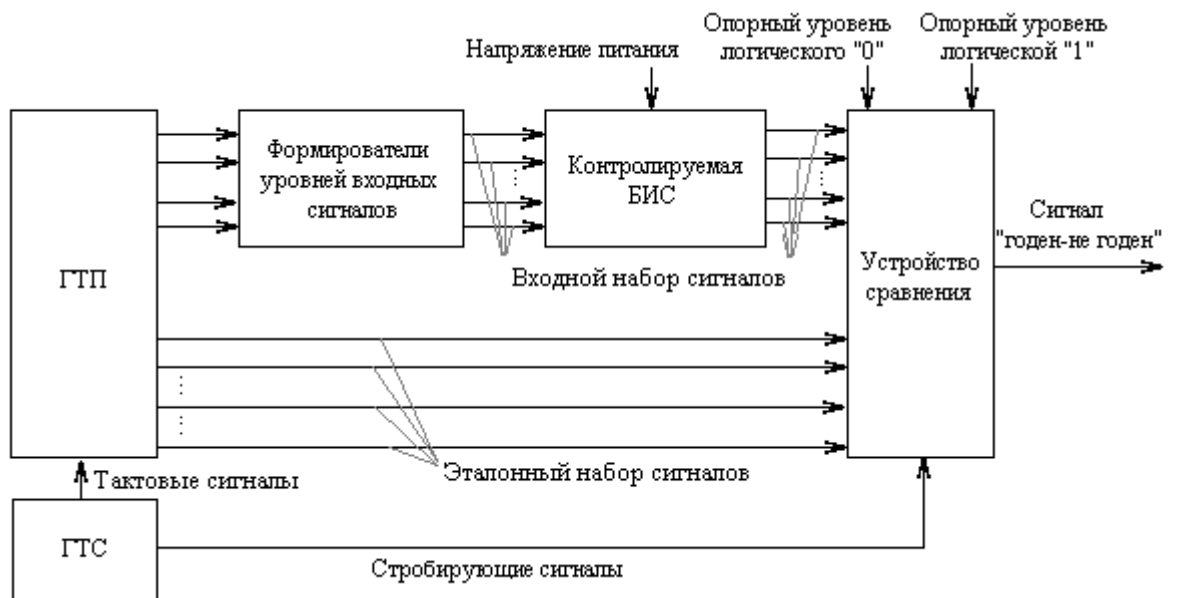 Опорный уровень
логического "0"
Опорный уровень
логической "1"
Напряжение питания
ГТП
Формирователи
уровней входных
сигналов
Контролируемая
БИС
Устройство
сравнения
Сигнал
"годен-не годен"
Входной набор сигналов
Эталонный набор сигналов
Тактовые сигналы
ГТС
Стробирующие сигналы